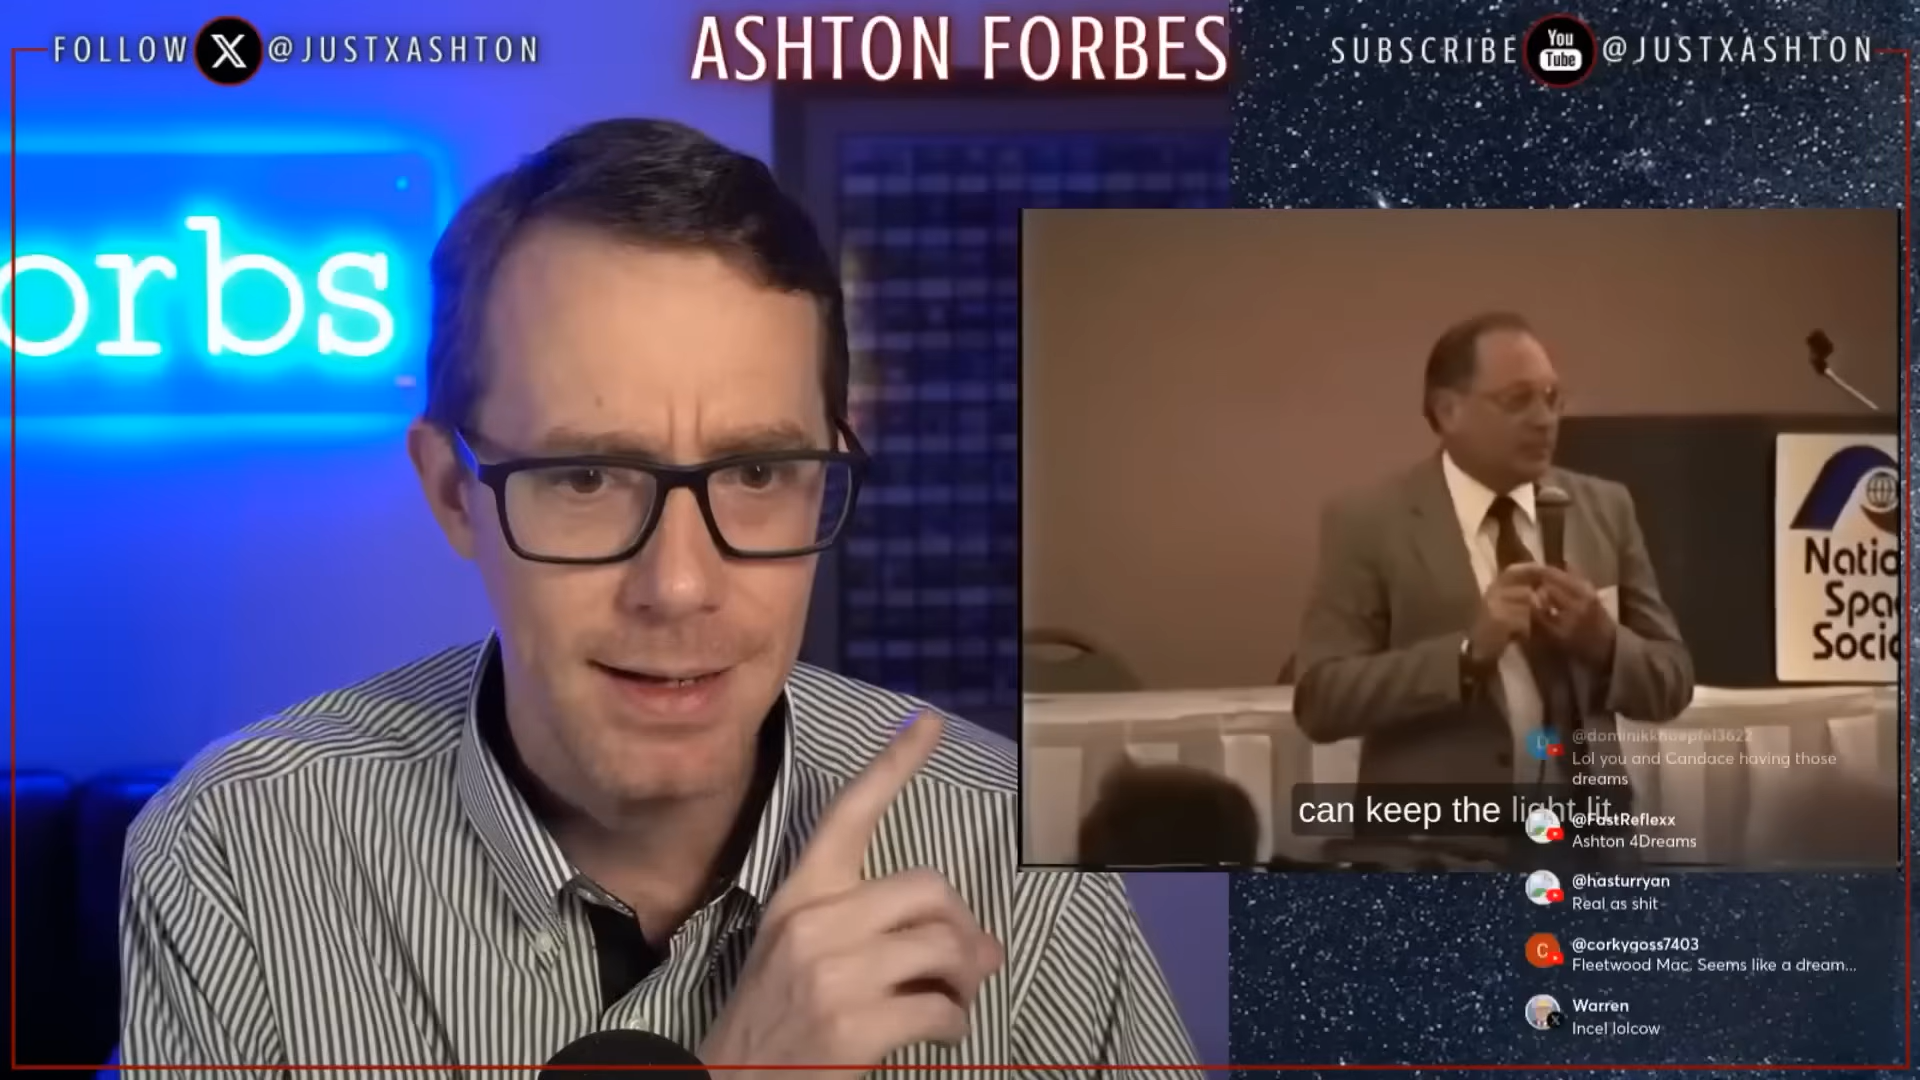 FOLLOW X @JUSTXASHTON
ASHTON FORBES
SUBSCRIBE You Tube @JUSTXASHTON
orbs
Natio
Spa
Socie
@dominikkhoepfel3622
Lol you and Candace having those
dreams
can keep the light lit.
@FastReflexx
Ashton 4Dreams
@hasturryan
Real as shit
C
@corkygoss7403
Fleetwood Mac. Seems like a dream...
Warren
Incel lolcow